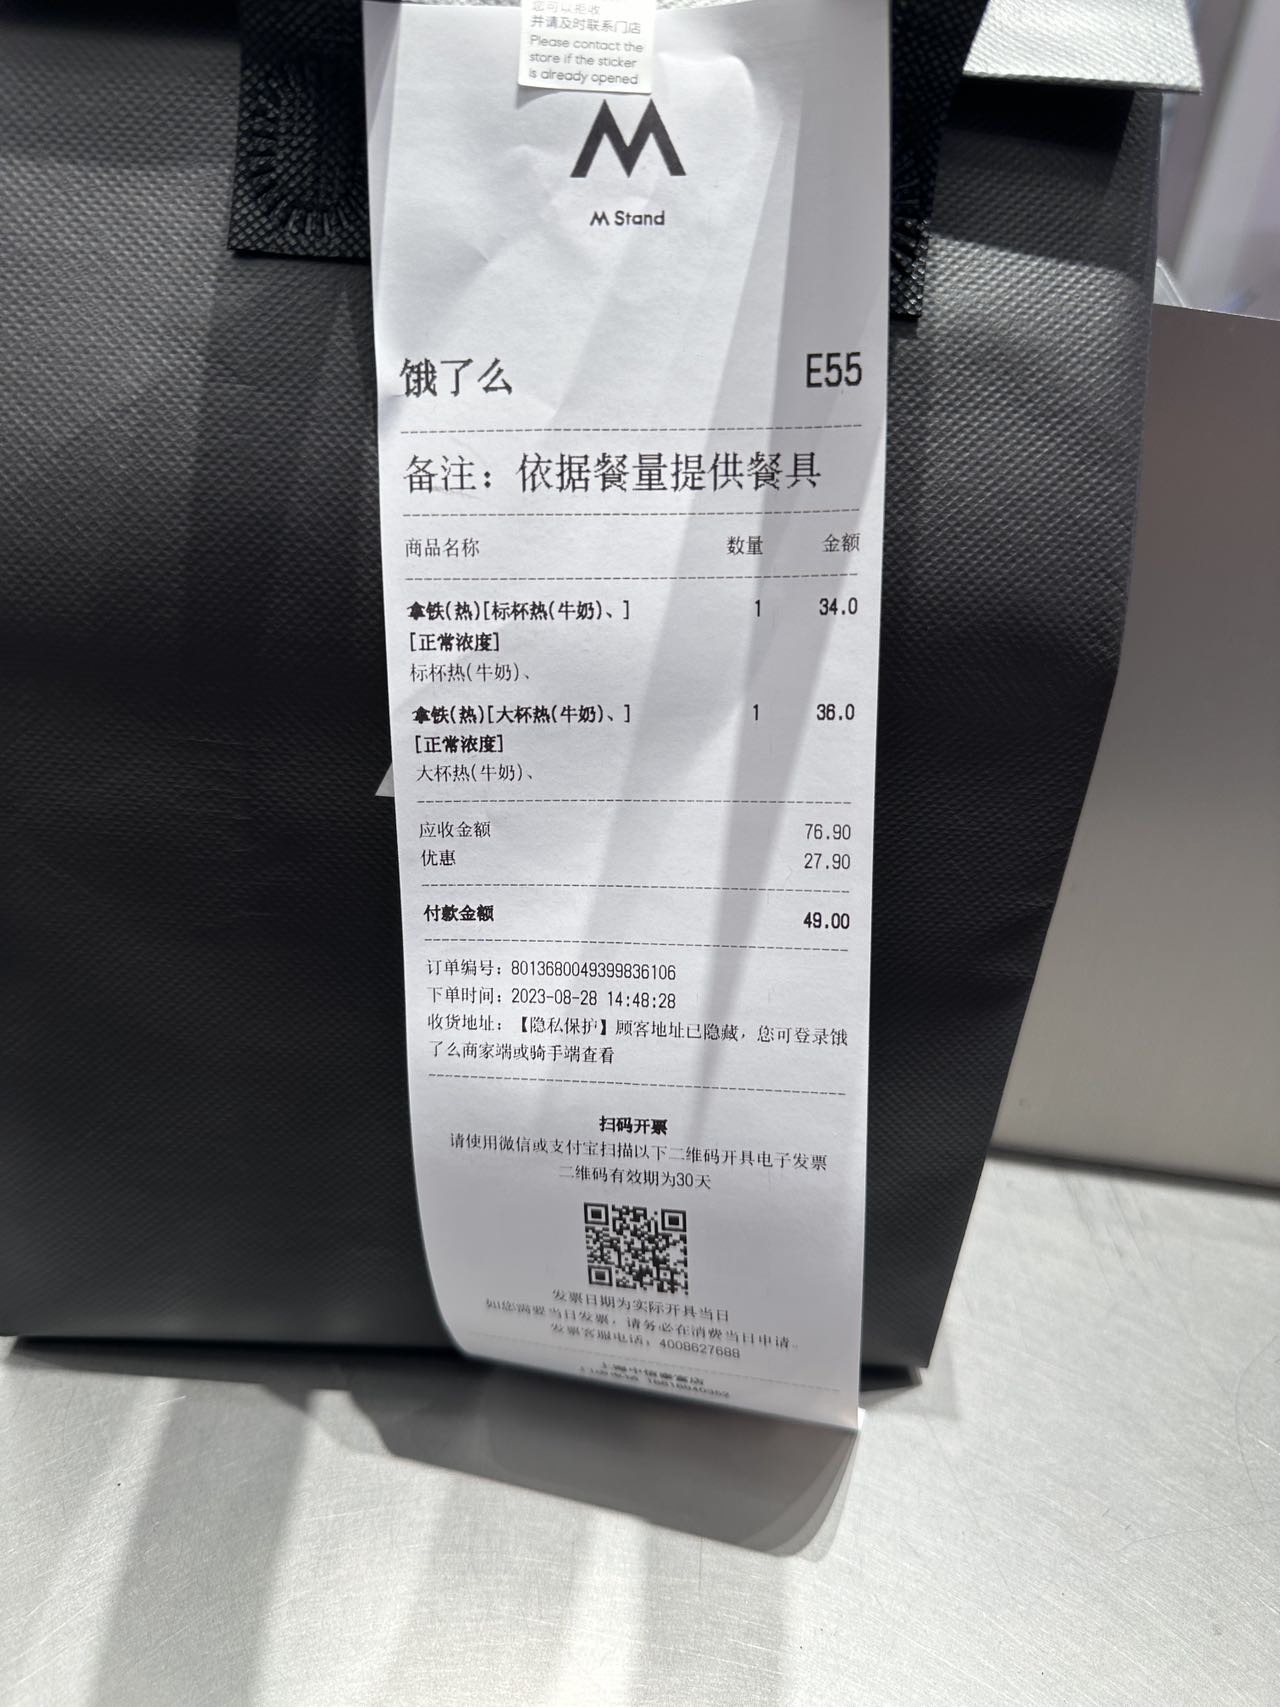 您可以拒收
并请及时联系门店
Please contact the
store if the sticker
is already opened
M Stand
饿了么 E55
备注：依据餐量提供餐具
商品名称 数量 金额
拿铁(热)[标杯热(牛奶)、] 1 34.0
[正常浓度]
标杯热(牛奶)、
拿铁(热)[大杯热(牛奶)、] 1 36.0
[正常浓度]
大杯热(牛奶)、
应收金额 76.90
优惠 27.90
付款金额 49.00
订单编号：8013680049399836106
下单时间：2023-08-28 14:48:28
收货地址：【隐私保护】顾客地址已隐藏，您可登录饿
了么商家端或骑手端查看
扫码开票
请使用微信或支付宝扫描以下二维码开具电子发票
二维码有效期为30天
发票日期为实际开具当日
如您需要当日发票，请务必在消费当日申请。
发票客服电话：4008627688